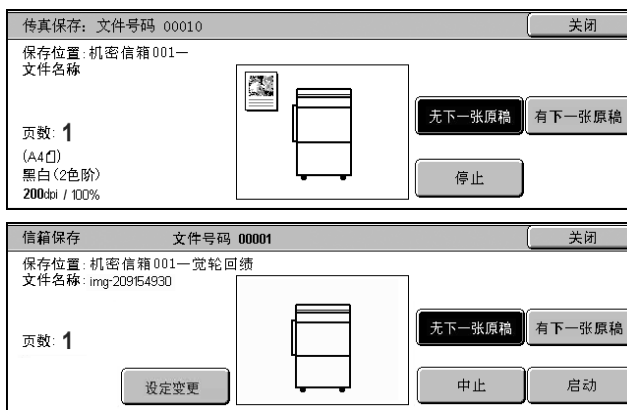 传真保存: 文件号码 00010
关闭
保存位置:机密信箱001一
文件名称
页数: 1
(A4)
黑白(2色阶)
200dpi / 100%
无下一张原稿
有下一张原稿
停止
信箱保存 文件号码 00001
关闭
保存位置:机密信箱001一觉轮回绩
文件名称: img-209154930
页数: 1
设定变更
无下一张原稿
有下一张原稿
中止
启动